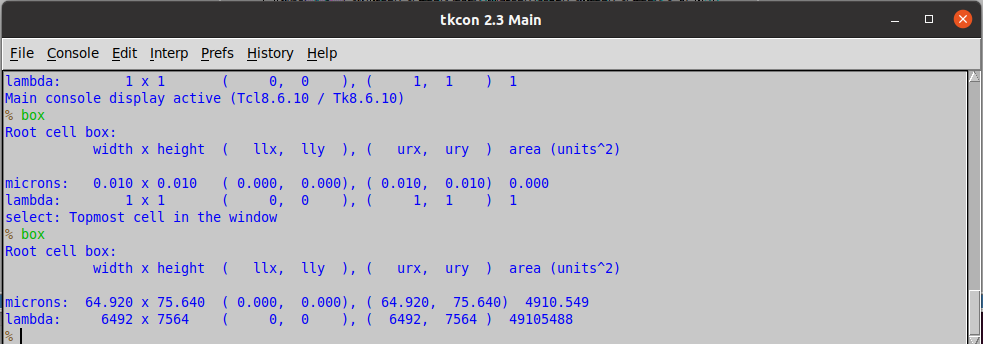 tkcon 2.3 Main
File Console Edit Interp Prefs History Help
lambda: 1 x 1 ( 0, 0 ), ( 1, 1 ) 1
Main console display active (Tcl8.6.10 / Tk8.6.10)
% box
Root cell box:
width x height ( llx, lly ), ( urx, ury ) area (units^2)
microns: 0.010 x 0.010 ( 0.000, 0.000), ( 0.010, 0.010) 0.000
lambda: 1 x 1 ( 0, 0 ), ( 1, 1 ) 1
select: Topmost cell in the window
% box
Root cell box:
width x height ( llx, lly ), ( urx, ury ) area (units^2)
microns: 64.920 x 75.640 ( 0.000, 0.000), ( 64.920, 75.640) 4910.549
lambda: 6492 x 7564 ( 0, 0 ), ( 6492, 7564 ) 49105488
%